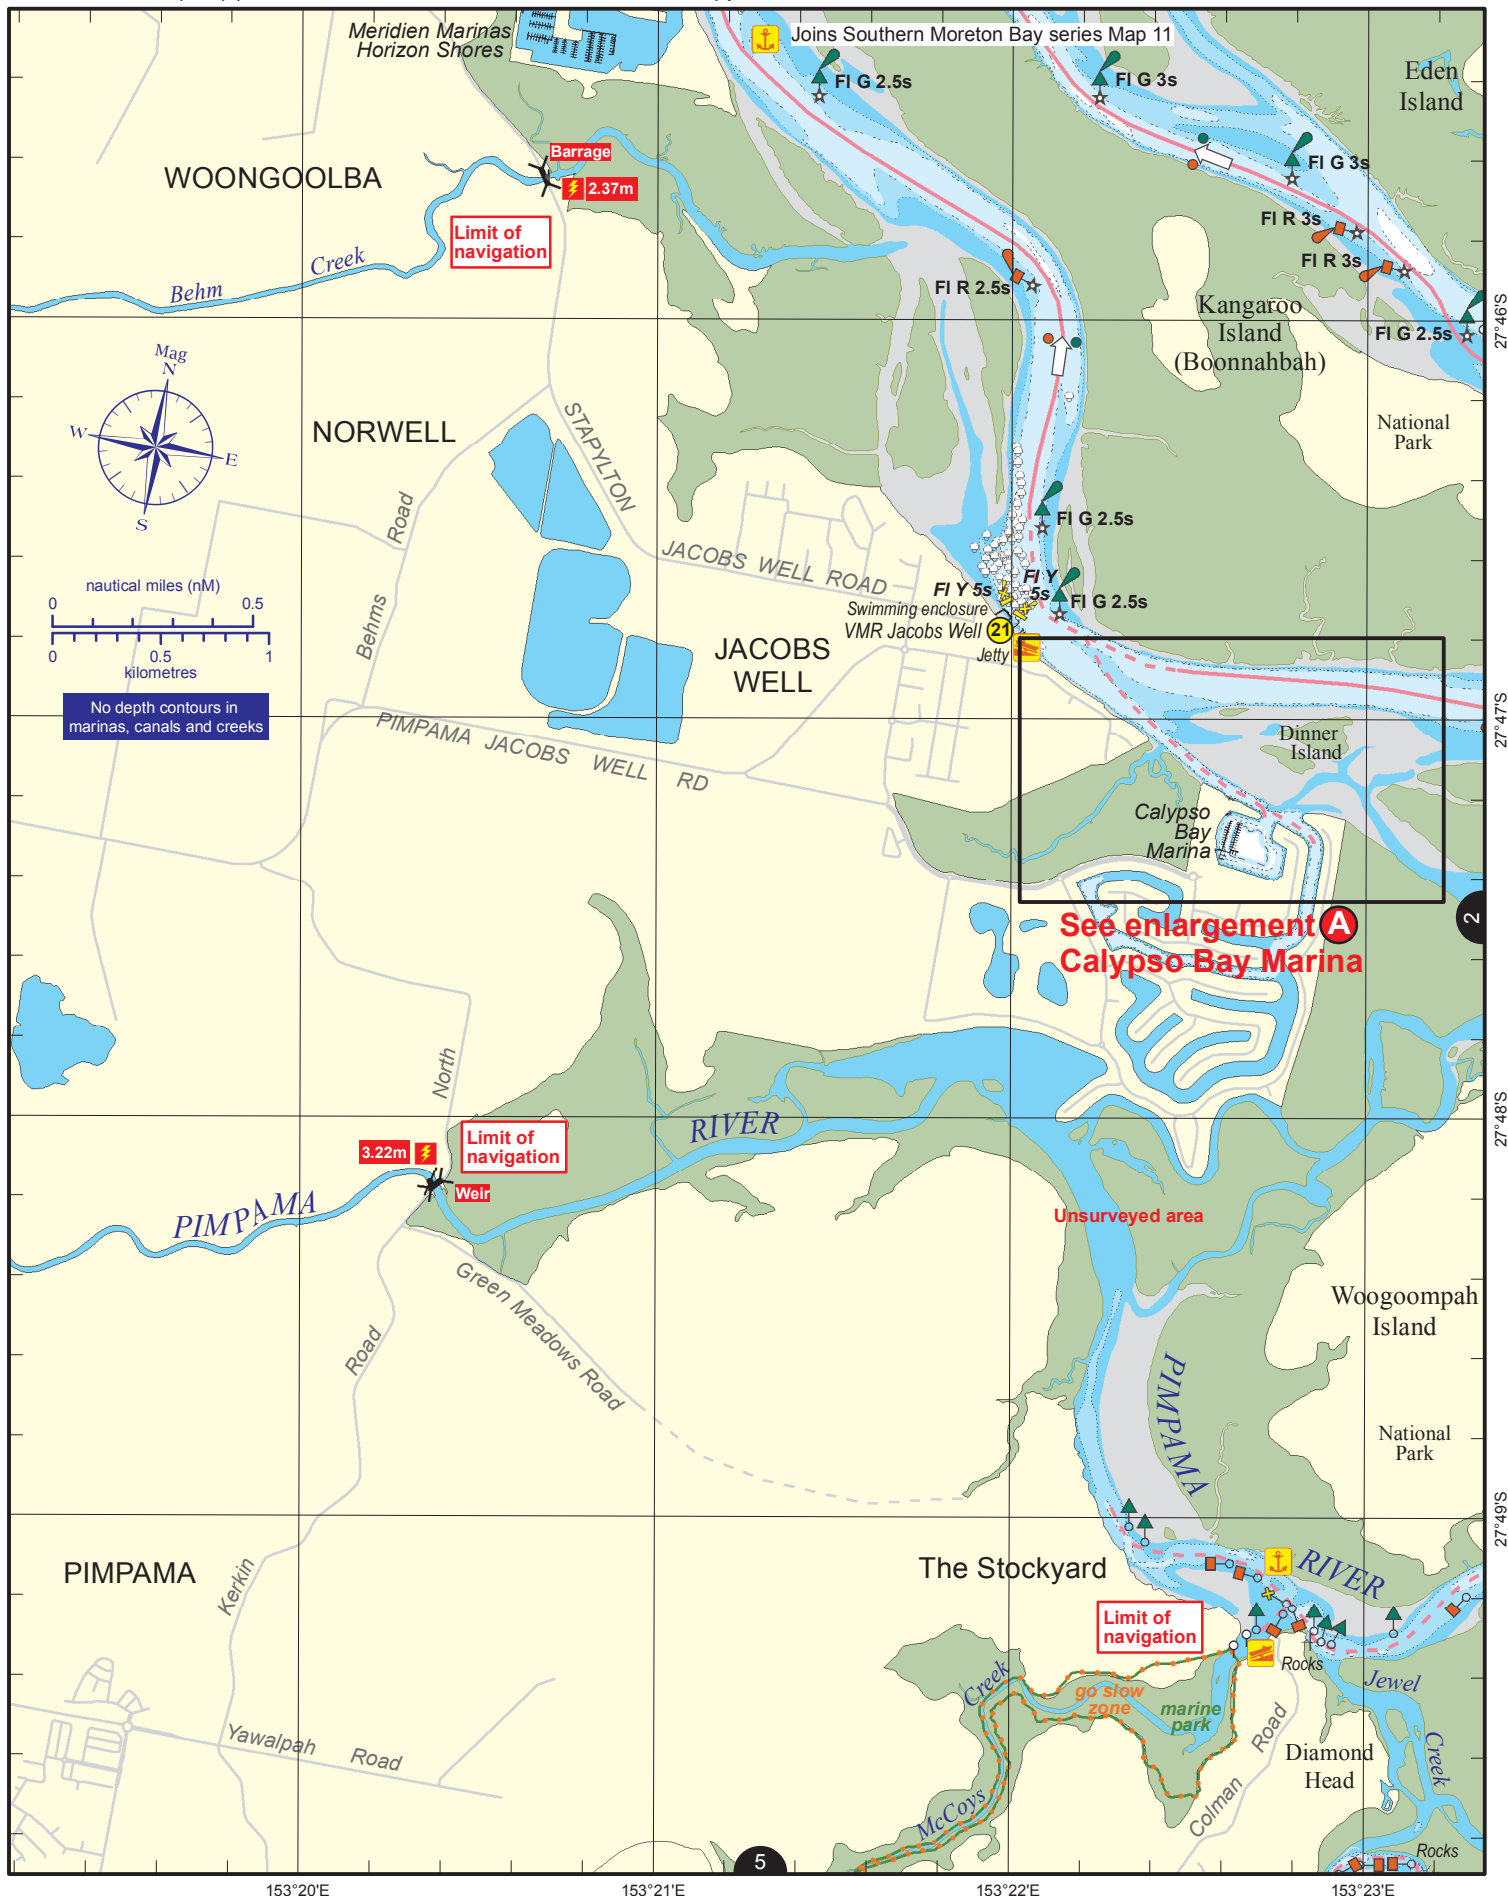 Meridien Marinas
Horizon Shores
Joins Southern Moreton Bay series Map 11
Fl G 2.5s
Fl G 3s
Eden
Island
Barrage
2.37m
WOONGOOLBA
Fl G 3s
Limit of
navigation
Fl R 3s
Fl R 3s
Behm Creek
Fl R 2.5s
Kangaroo
Island
(Boonnahbah)
Fl G 2.5s
27°46'S
Mag
N
W
E
S
NORWELL
STAPYLTON
JACOBS WELL ROAD
National
Park
Behms Road
Fl G 2.5s
nautical miles (nM)
0 0.5
0 0.5 1
kilometres
No depth contours in
marinas, canals and creeks
Fl Y 5s
Fl Y
5s
Fl G 2.5s
Swimming enclosure
VMR Jacobs Well 21
Jetty
JACOBS
WELL
27°47'S
PIMPAMA JACOBS WELL RD
Dinner
Island
Calypso
Bay
Marina
See enlargement A
Calypso Bay Marina
2
North
RIVER
27°48'S
3.22m
Limit of
navigation
Weir
PIMPAMA
Unsurveyed area
Green Meadows Road
Woogoompah
Island
Road
PIMPAMA
National
Park
27°49'S
PIMPAMA
Kerkin
The Stockyard
RIVER
Limit of
navigation
Rocks
Creek
go slow
zone
marine
park
Jewel
Creek
Yawalpah Road
Road
Colman
Diamond
Head
McCoys
Rocks
5
153°20'E
153°21'E
153°22'E
153°23'E